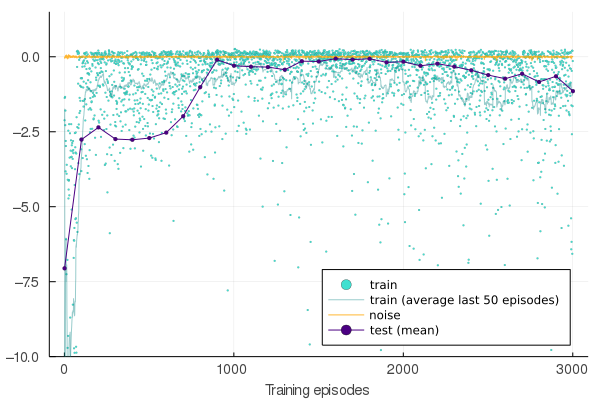 0.0
−2.5
−5.0
−7.5
−10.0
0
1000
2000
3000
Training episodes
train
train (average last 50 episodes)
noise
test (mean)